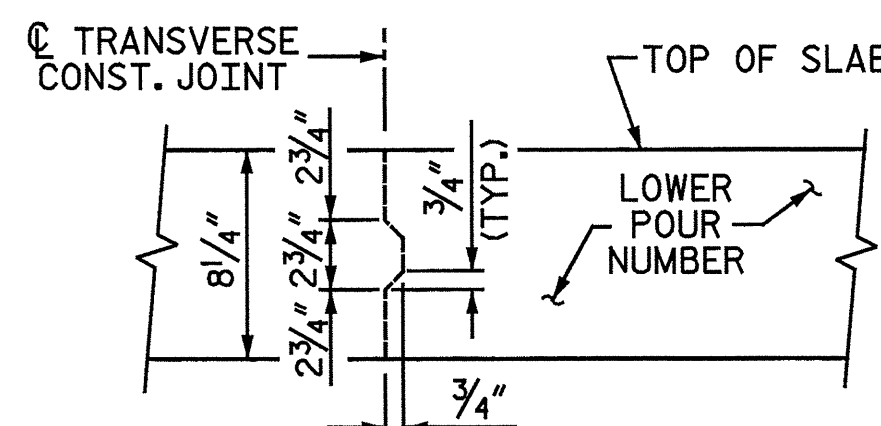 ℄ TRANSVERSE
CONST. JOINT
TOP OF SLAB
2¾"
¾"
(TYP.)
8¼"
2¾"
2¾"
LOWER
POUR
NUMBER
¾"